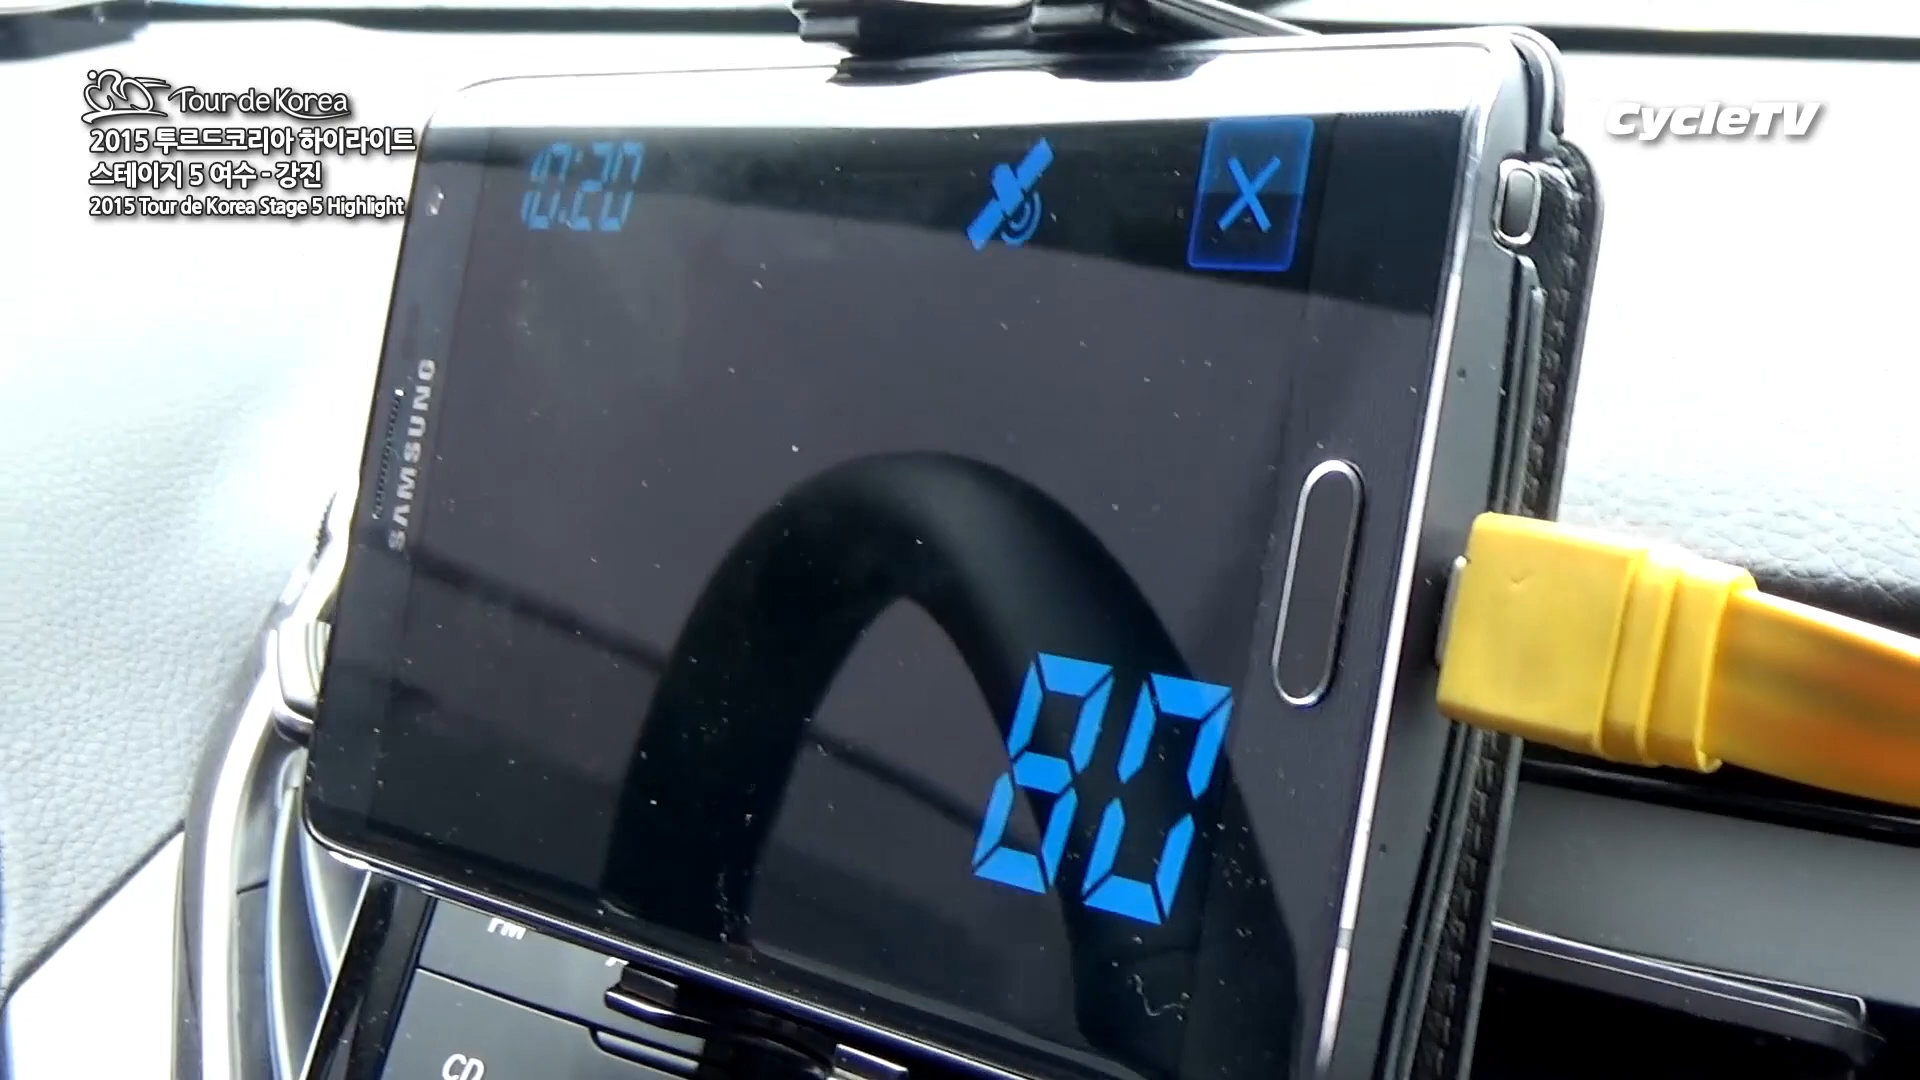 Tour de Korea
2015 투르드코리아 하이라이트
스테이지 5 여수 - 강진
2015 Tour de Korea Stage 5 Highlight
CycleTV
10:20
X
SAMSUNG
80
FM
CD